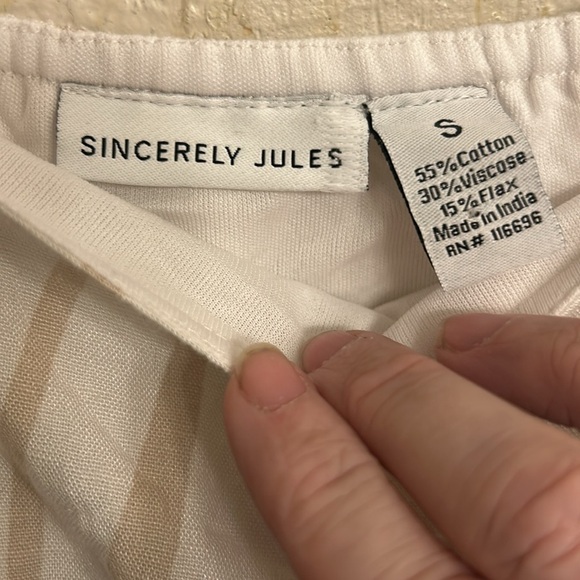 SINCERELY JULES
S
55% Cotton
30% Viscose
15% Flax
Made in India
RN# 116696